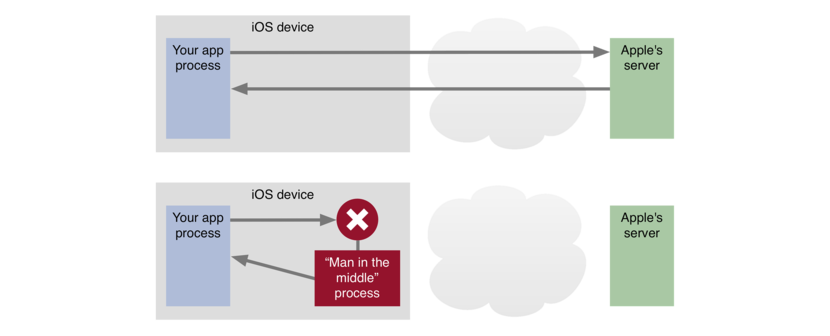 iOS device
Your app
process
Apple's
server
iOS device
Your app
process
“Man in the
middle”
process
Apple's
server